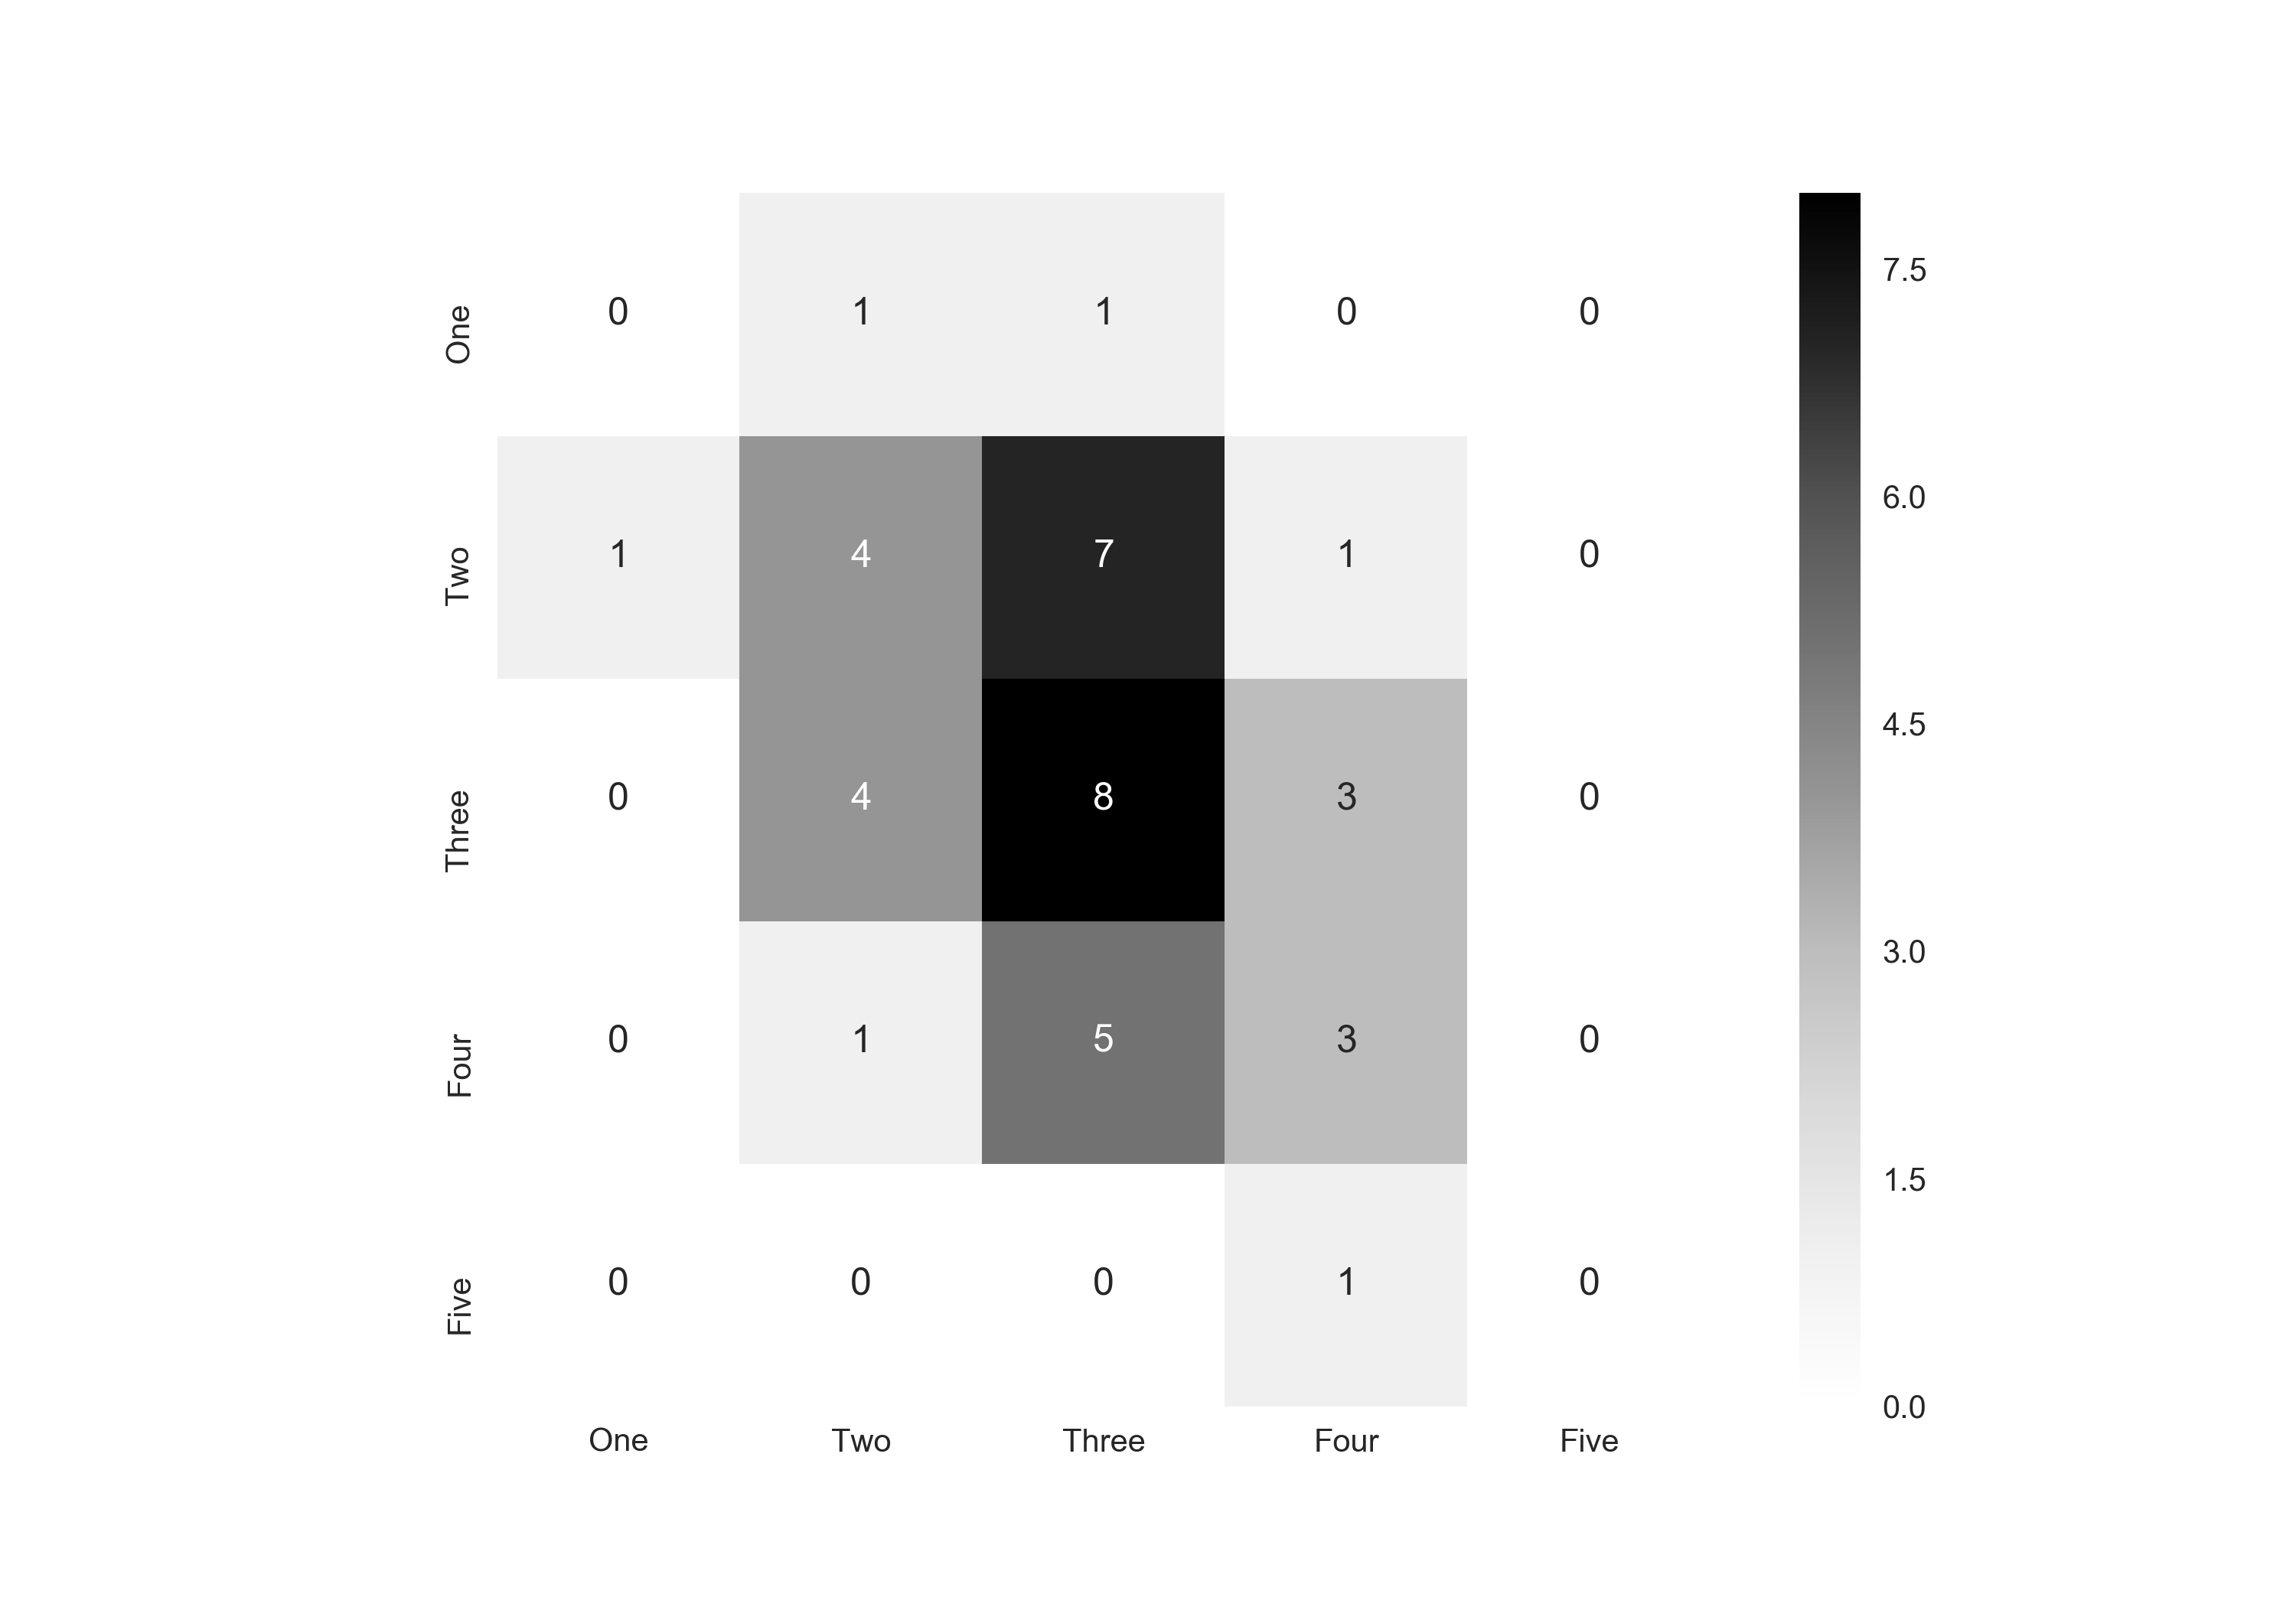 7.5
One 0 1 1 0 0
6.0
Two 1 4 7 1 0
4.5
Three 0 4 8 3 0
3.0
Four 0 1 5 3 0
1.5
Five 0 0 0 1 0
0.0
One Two Three Four Five